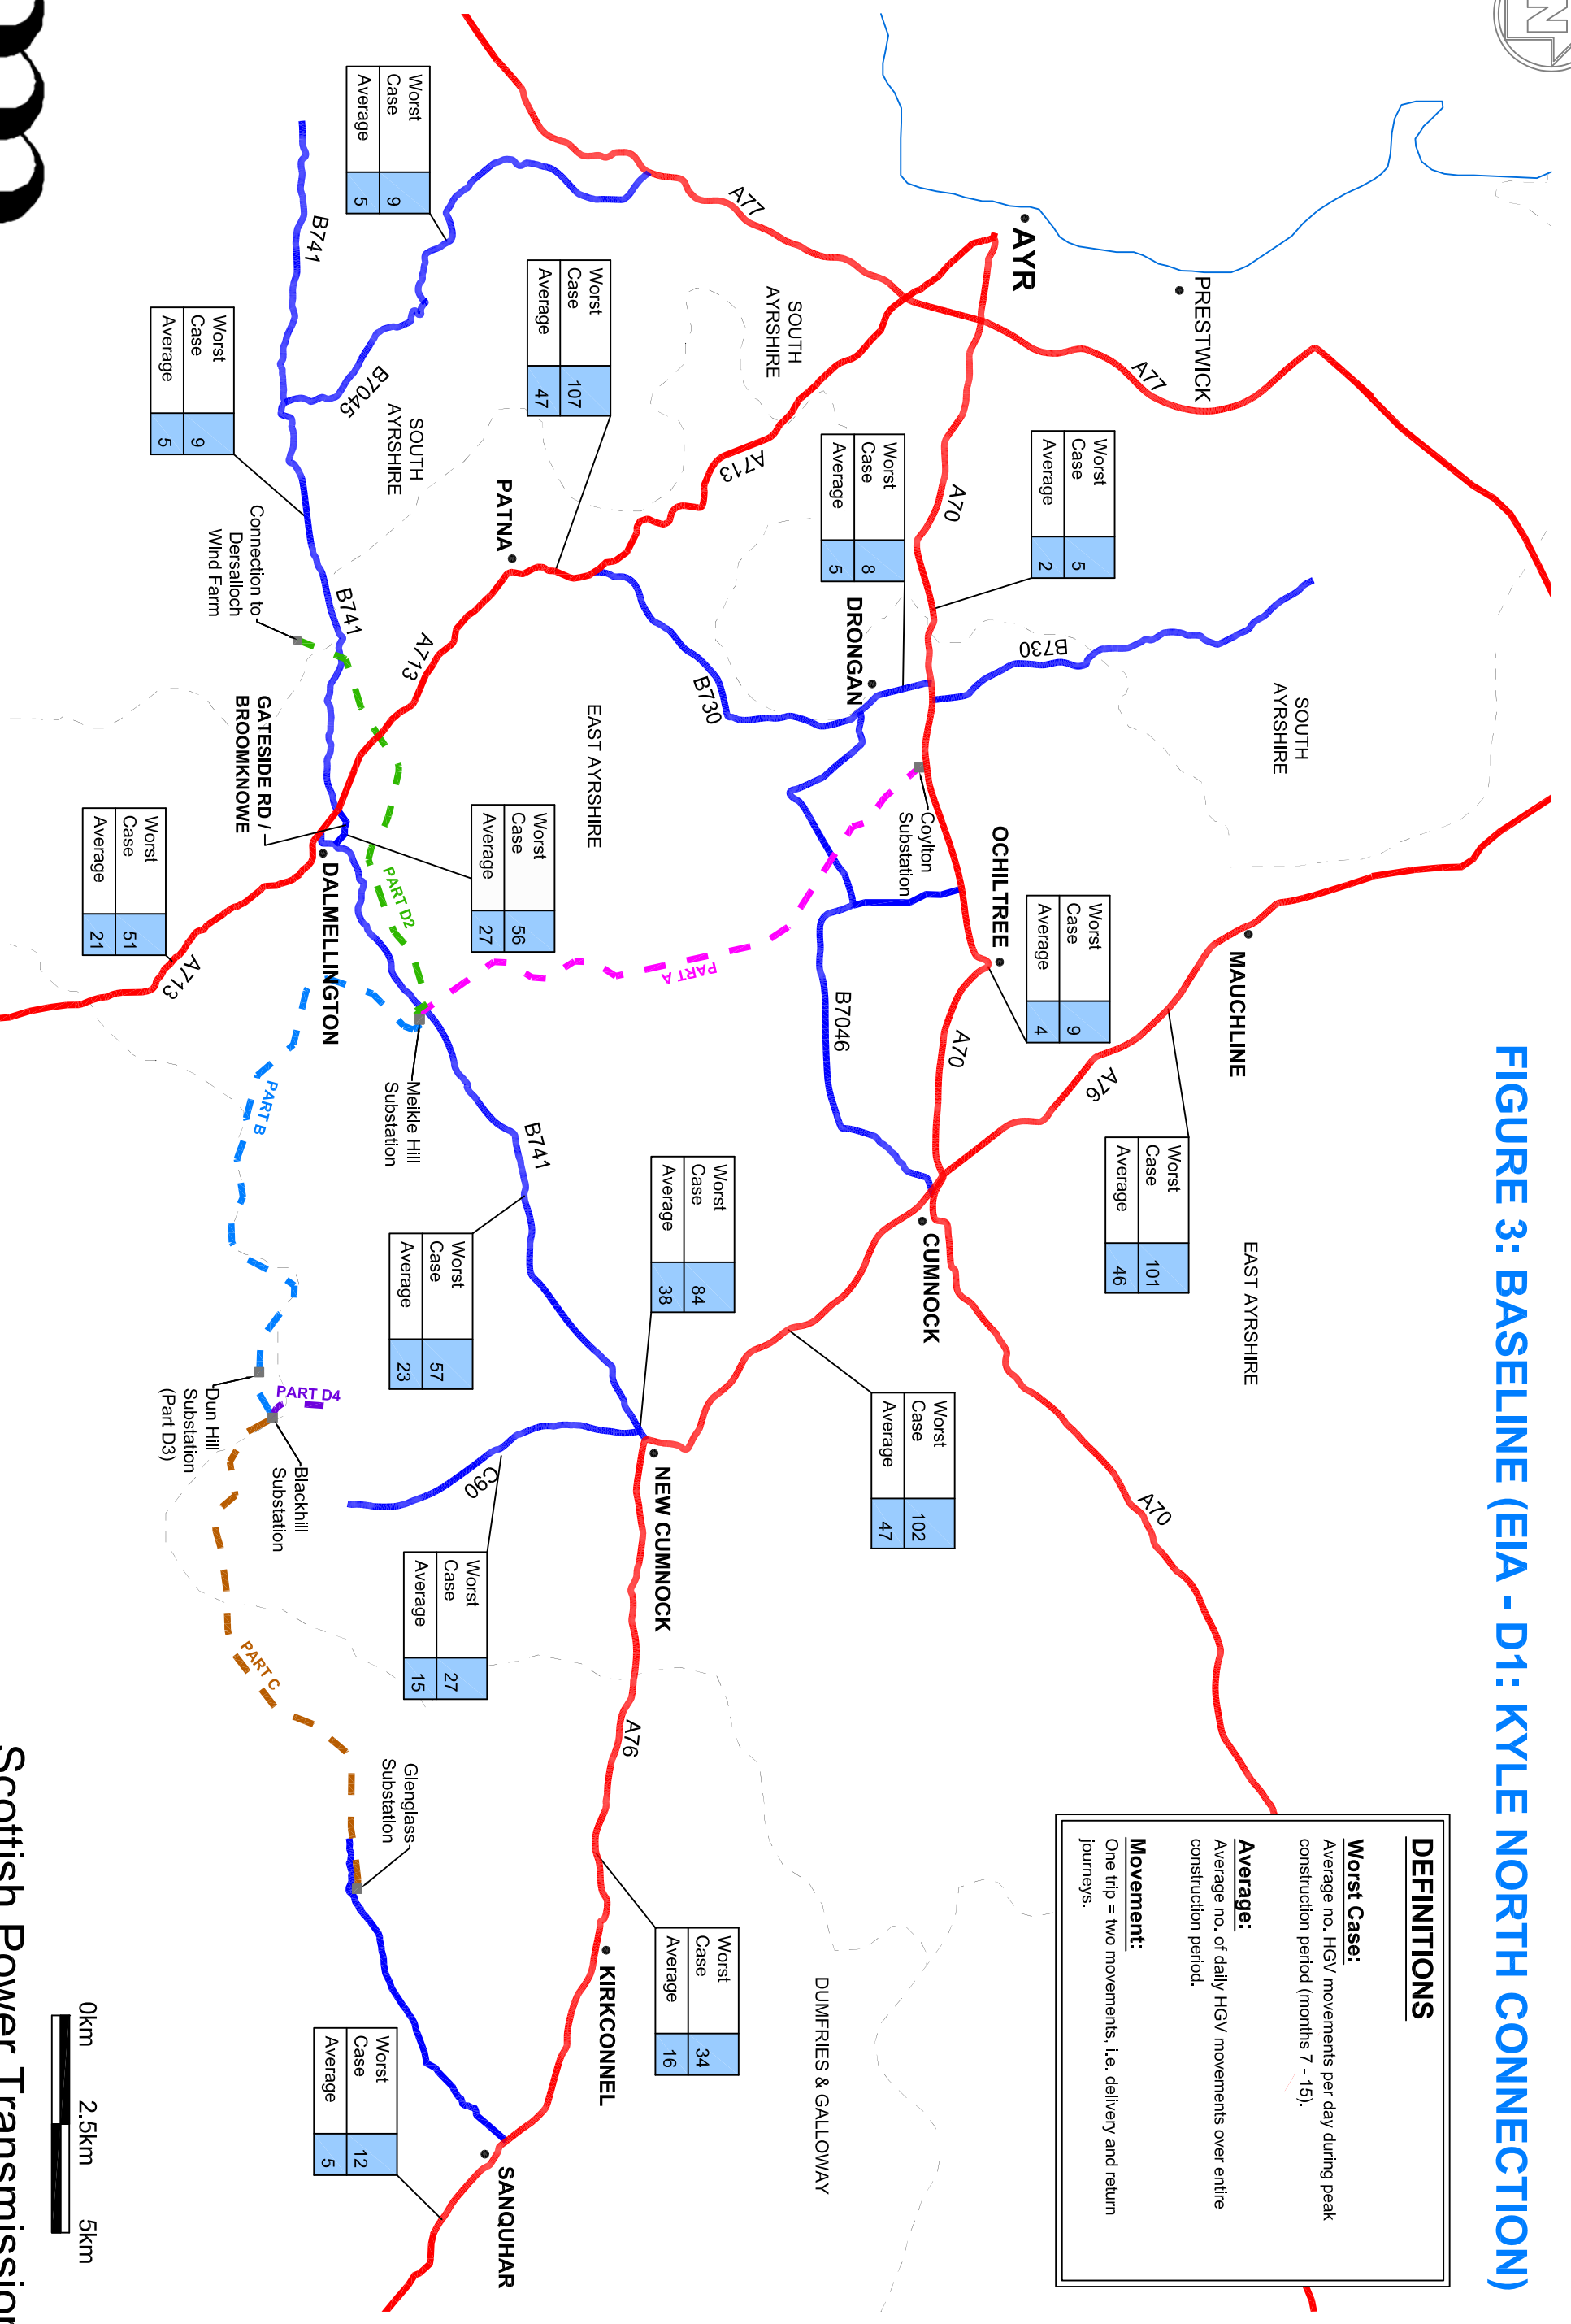 FIGURE 3: BASELINE (EIA - D1: KYLE NORTH CONNECTION)
N
DEFINITIONS
Worst Case:
Average no. HGV movements per day during peak
construction period (months 7 - 15).
Average:
Average no. of daily HGV movements over entire
construction period.
Movement:
One trip = two movements, i.e. delivery and return
journeys.
PRESTWICK
A77
AYR
A77
SOUTH
AYRSHIRE
MAUCHLINE
EAST AYRSHIRE
Worst
Case 101
Average 46
A76
Worst
Case 5
Average 2
B730
Worst
Case 9
Average 4
OCHILTREE
A70
A70
A70
CUMNOCK
Worst
Case 8
Average 5
DRONGAN
Coylton
Substation
B7046
Worst
Case 102
Average 47
DUMFRIES & GALLOWAY
SOUTH
AYRSHIRE
A713
B730
PART A
Worst
Case 84
Average 38
NEW CUMNOCK
A76
Worst
Case 34
Average 16
KIRKCONNEL
Worst
Case 107
Average 47
EAST AYRSHIRE
PATNA
Worst
Case 56
Average 27
B741
Worst
Case 57
Average 23
C90
Worst
Case 27
Average 15
SANQUHAR
Worst
Case 9
Average 5
B7045
SOUTH
AYRSHIRE
A713
PART D2
Meikle Hill
Substation
Glenglass
Substation
Worst
Case 12
Average 5
B741
B741
DALMELLINGTON
PART D4
Blackhill
Substation
GATESIDE RD /
BROOMKNOWE
Connection to
Dersalloch
Wind Farm
PART B
PART C
Dun Hill
Substation
(Part D3)
Worst
Case 9
Average 5
A713
Worst
Case 51
Average 21
0km 2.5km 5km
Scottish Power Transmission